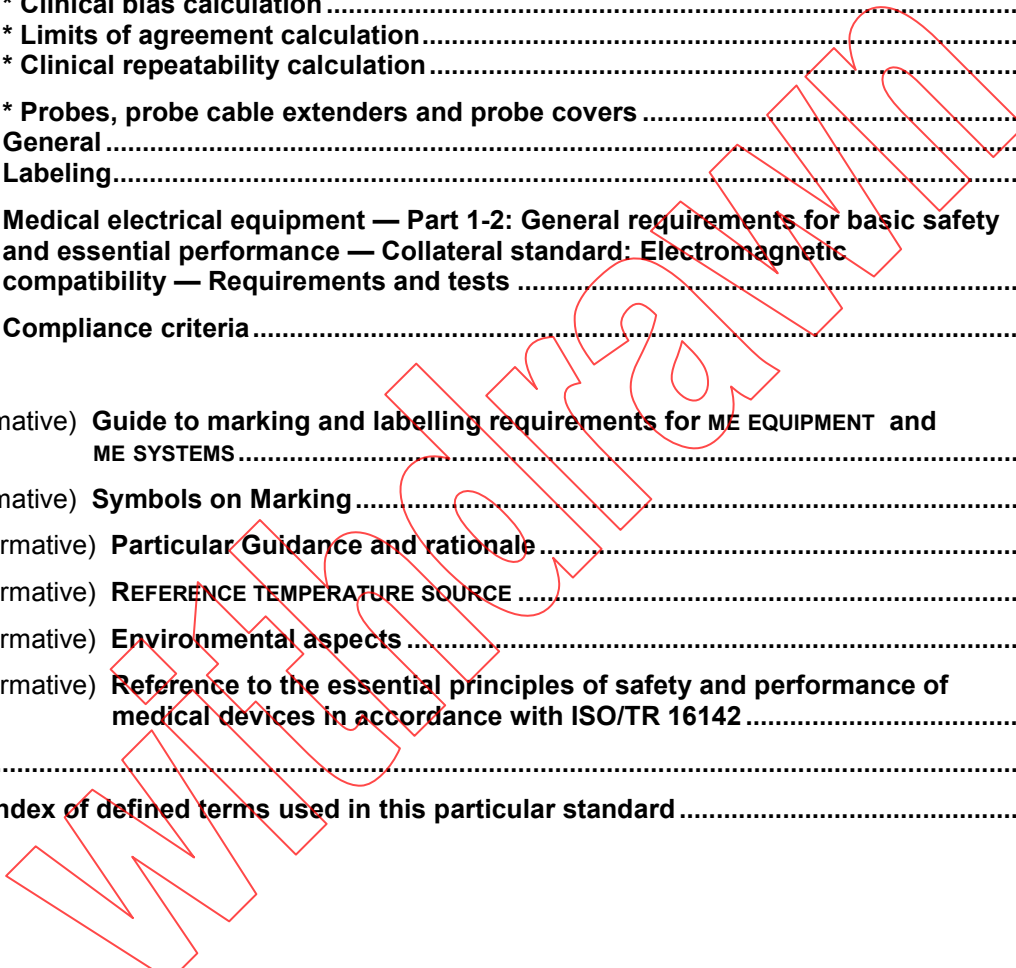 * Clinical bias calculation
* Limits of agreement calculation
* Clinical repeatability calculation
* Probes, probe cable extenders and probe covers
General
Labeling
Medical electrical equipment — Part 1-2: General requirements for basic safety
and essential performance — Collateral standard: Electromagnetic
compatibility — Requirements and tests
Compliance criteria
mative) Guide to marking and labelling requirements for ME EQUIPMENT and
ME SYSTEMS
mative) Symbols on Marking
rmative) Particular Guidance and rationale
rmative) REFERENCE TEMPERATURE SOURCE
rmative) Environmental aspects
rmative) Reference to the essential principles of safety and performance of
medical devices in accordance with ISO/TR 16142
ndex of defined terms used in this particular standard
withdrawn